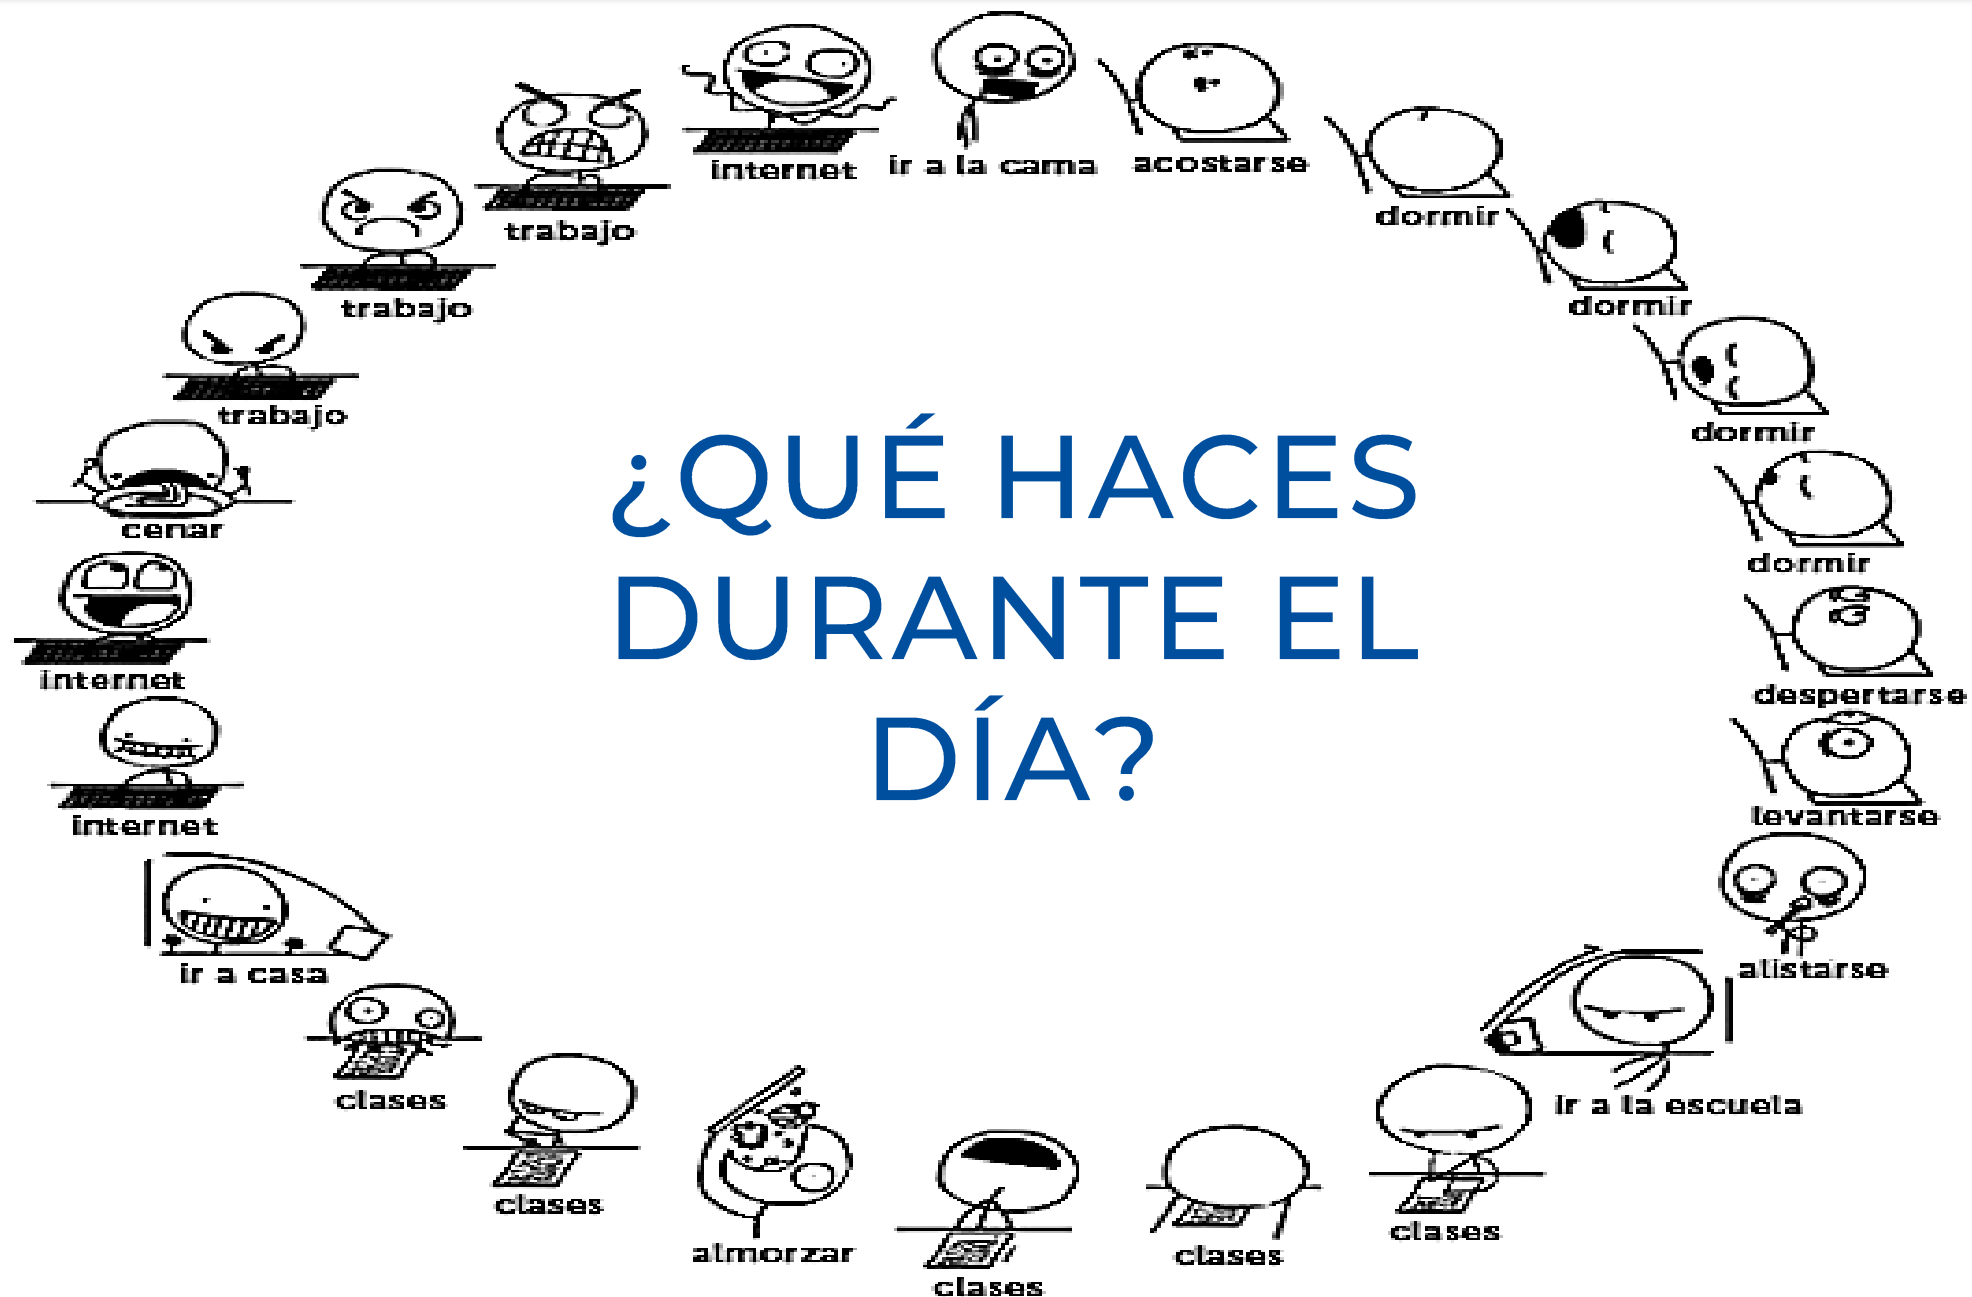 internet
ir a la cama
acostarse
dormir
dormir
dormir
dormir
despertarse
levantarse
alistarse
ir a la escuela
clases
clases
clases
almorzar
clases
clases
ir a casa
internet
internet
cenar
trabajo
trabajo
trabajo
¿QUÉ HACES
DURANTE EL
DÍA?